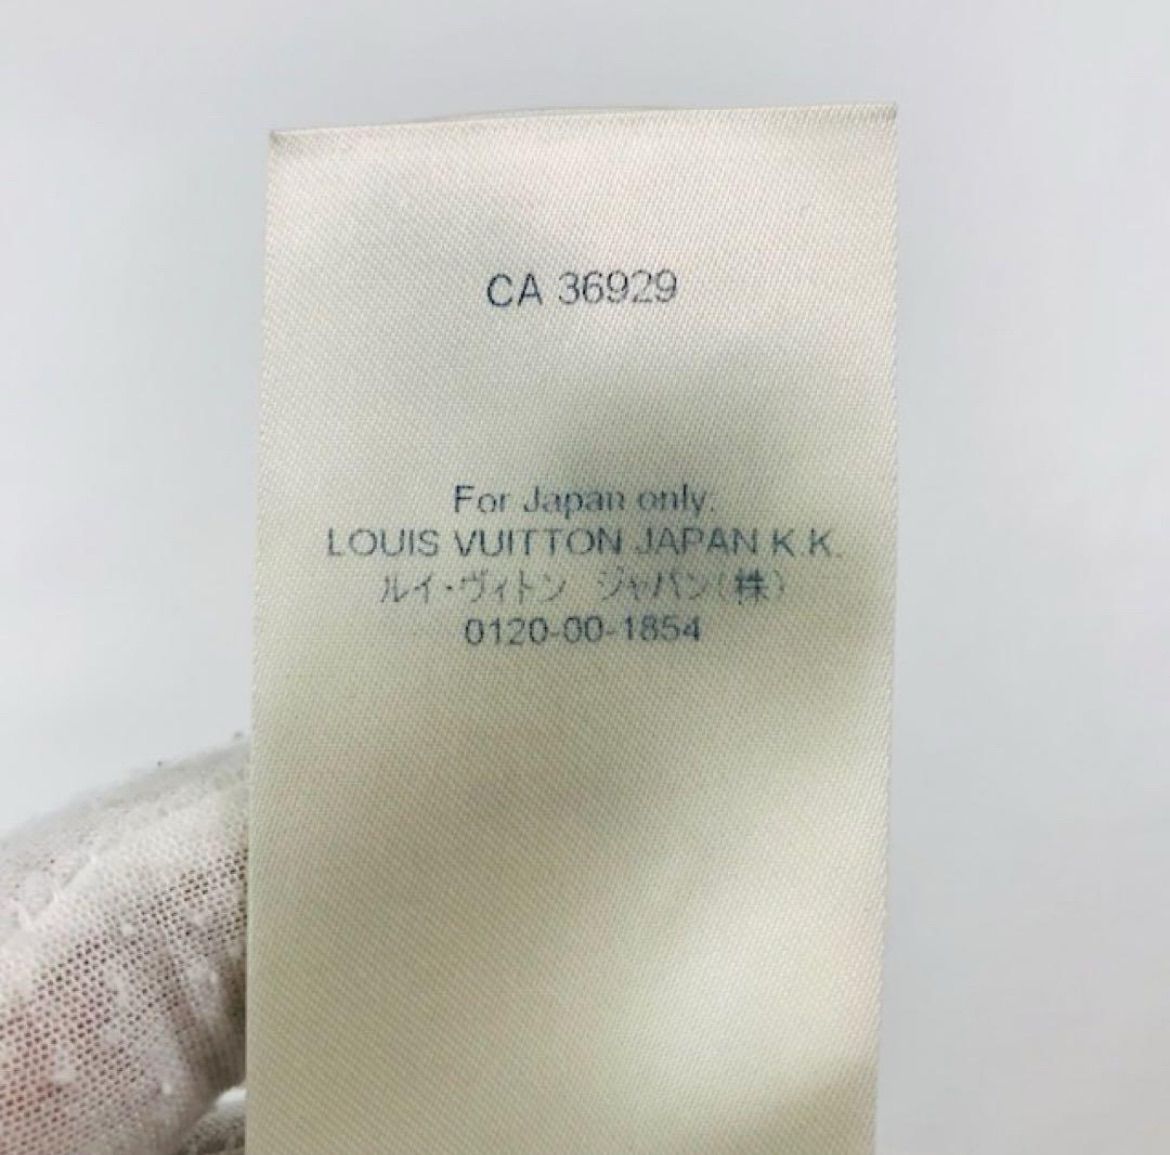 CA 36929
For Japan only:
LOUIS VUITTON JAPAN K.K.
ルイ・ヴィトン ジャパン(株)
0120-00-1854